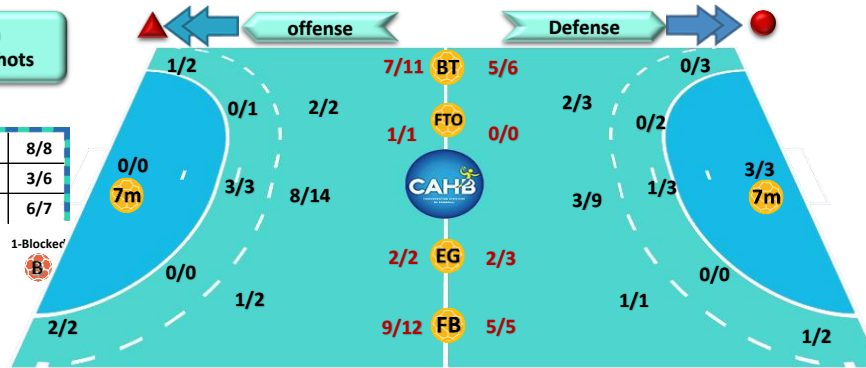 offense
Defense
hots
1/2
7/11 BT 5/6
0/3
0/1
2/2
2/3
0/2
FTO
1/1 0/0
8/8
3/6
6/7
0/0
7m
3/3
8/14
CAHB
3/9
1/3
3/3
7m
1-Blocked
B
2/2 EG 2/3
0/0
1/2
0/0
1/1
9/12 FB 5/5
2/2
1/2